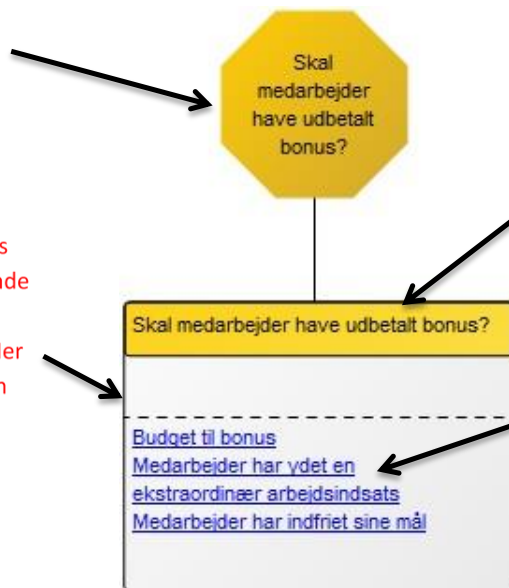 Skal
medarbejder
have udbetalt
bonus?
Skal medarbejder have udbetalt bonus?
Budget til bonus
Medarbejder har ydet en
ekstraordinær arbejdsindsats
Medarbejder har indfriet sine mål